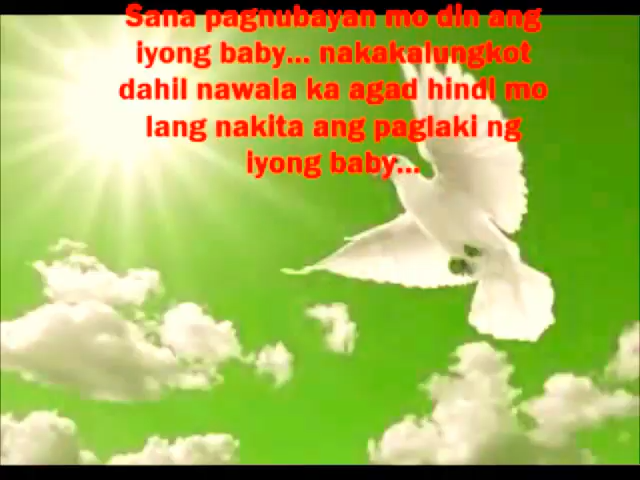 Sana pagnubayan mo din ang
iyong baby... nakakalungkot
dahil nawala ka agad hindi mo
lang nakita ang paglaki ng
iyong baby...